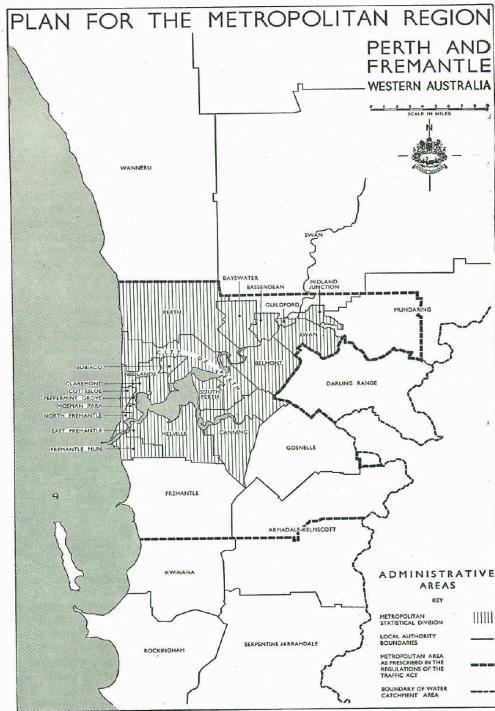 PLAN FOR THE METROPOLITAN REGION
PERTH AND
FREMANTLE
WESTERN AUSTRALIA
SCALE IN MILES
N
WANNERU
SWAN
BAYSWATER
BASSENDEAN
GUILDFORD
MIDLAND
JUNCTION
MUNDARING
PERTH
SWAN
CITY OF PERTH
BELMONT
SUBIACO
NEDLANDS
CLAREMONT
COTTESLOE
PEPPERMINT GROVE
MOSMAN PARK
NORTH FREMANTLE
EAST FREMANTLE
FREMANTLE MUN.
SOUTH
PERTH
DARLING RANGE
MELVILLE
CANNING
GOSNELLS
FREMANTLE
ARMADALE-KELMSCOTT
KWINANA
ROCKINGHAM
SERPENTINE JARRAHDALE
ADMINISTRATIVE
AREAS
KEY
METROPOLITAN
STATISTICAL DIVISION
LOCAL AUTHORITY
BOUNDARIES
METROPOLITAN AREA
AS PRESCRIBED IN THE
REGULATIONS OF THE
TRAFFIC ACT
BOUNDARY OF WATER
CATCHMENT AREA